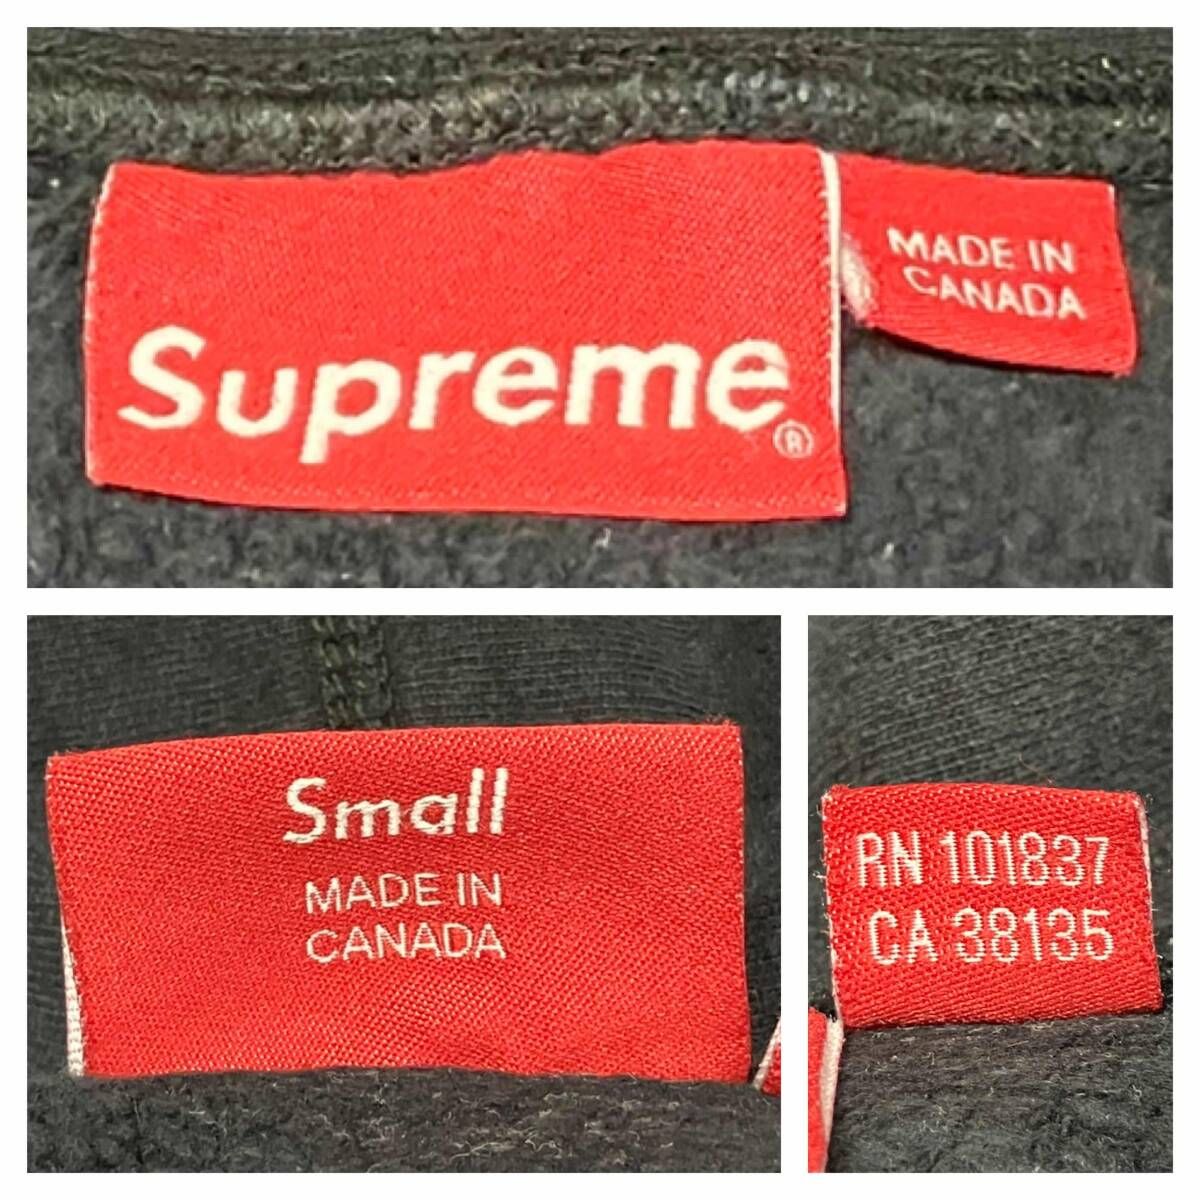 Supreme®
MADE IN
CANADA
Small
MADE IN
CANADA
RN 101837
CA 38135